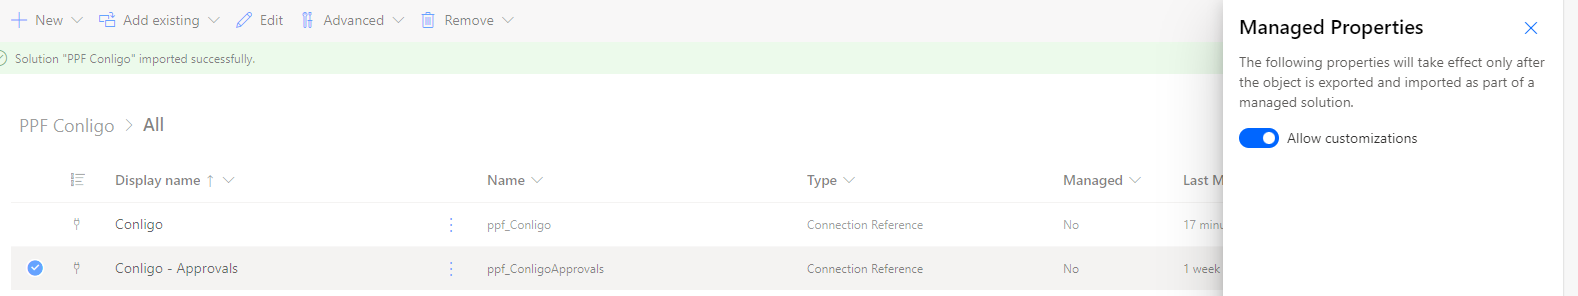 New Add existing Edit Advanced Remove
Solution "PPF Conligo" imported successfully.
PPF Conligo > All
Display name ↑ Name Type Managed Last M
Conligo ppf_Conligo Connection Reference No 17 minu
Conligo - Approvals ppf_ConligoApprovals Connection Reference No 1 week
Managed Properties
The following properties will take effect only after
the object is exported and imported as part of a
managed solution.
Allow customizations